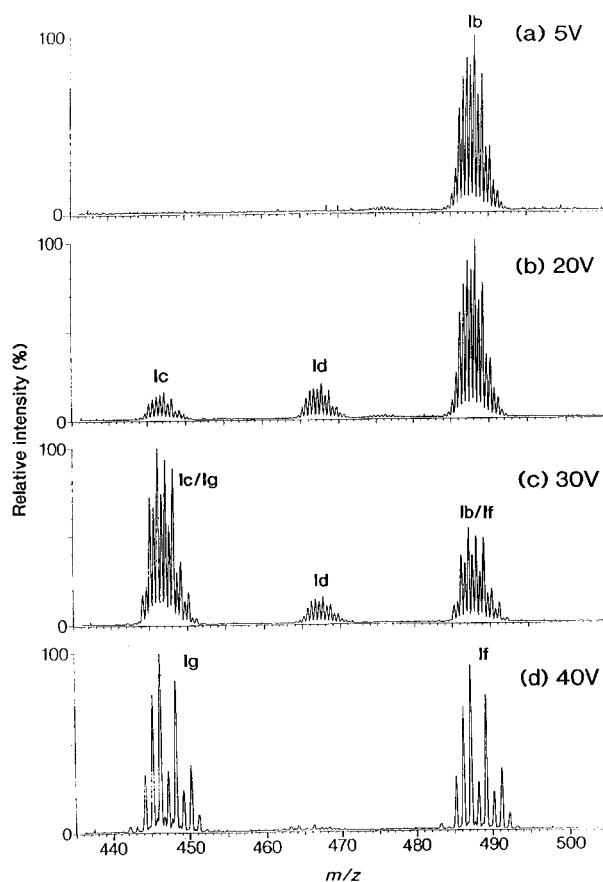 Ib
(a) 5V
100
0
(b) 20V
100
Ic
Id
0
Relative intensity (%)
(c) 30V
100
Ic/Ig
Ib/If
Id
0
(d) 40V
100
Ig
If
0
440 450 460 470 480 490 500
m/z